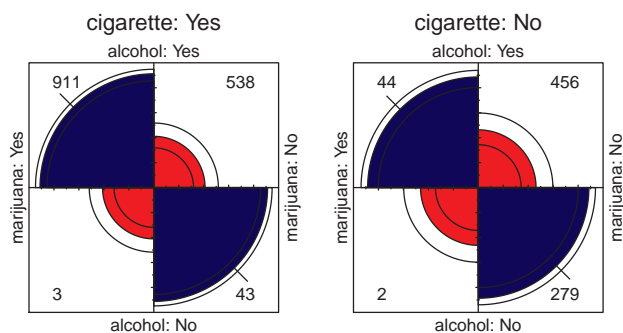 cigarette: Yes
alcohol: Yes
911
538
marijuana: Yes
marijuana: No
3
43
alcohol: No
cigarette: No
alcohol: Yes
44
456
marijuana: Yes
marijuana: No
2
279
alcohol: No